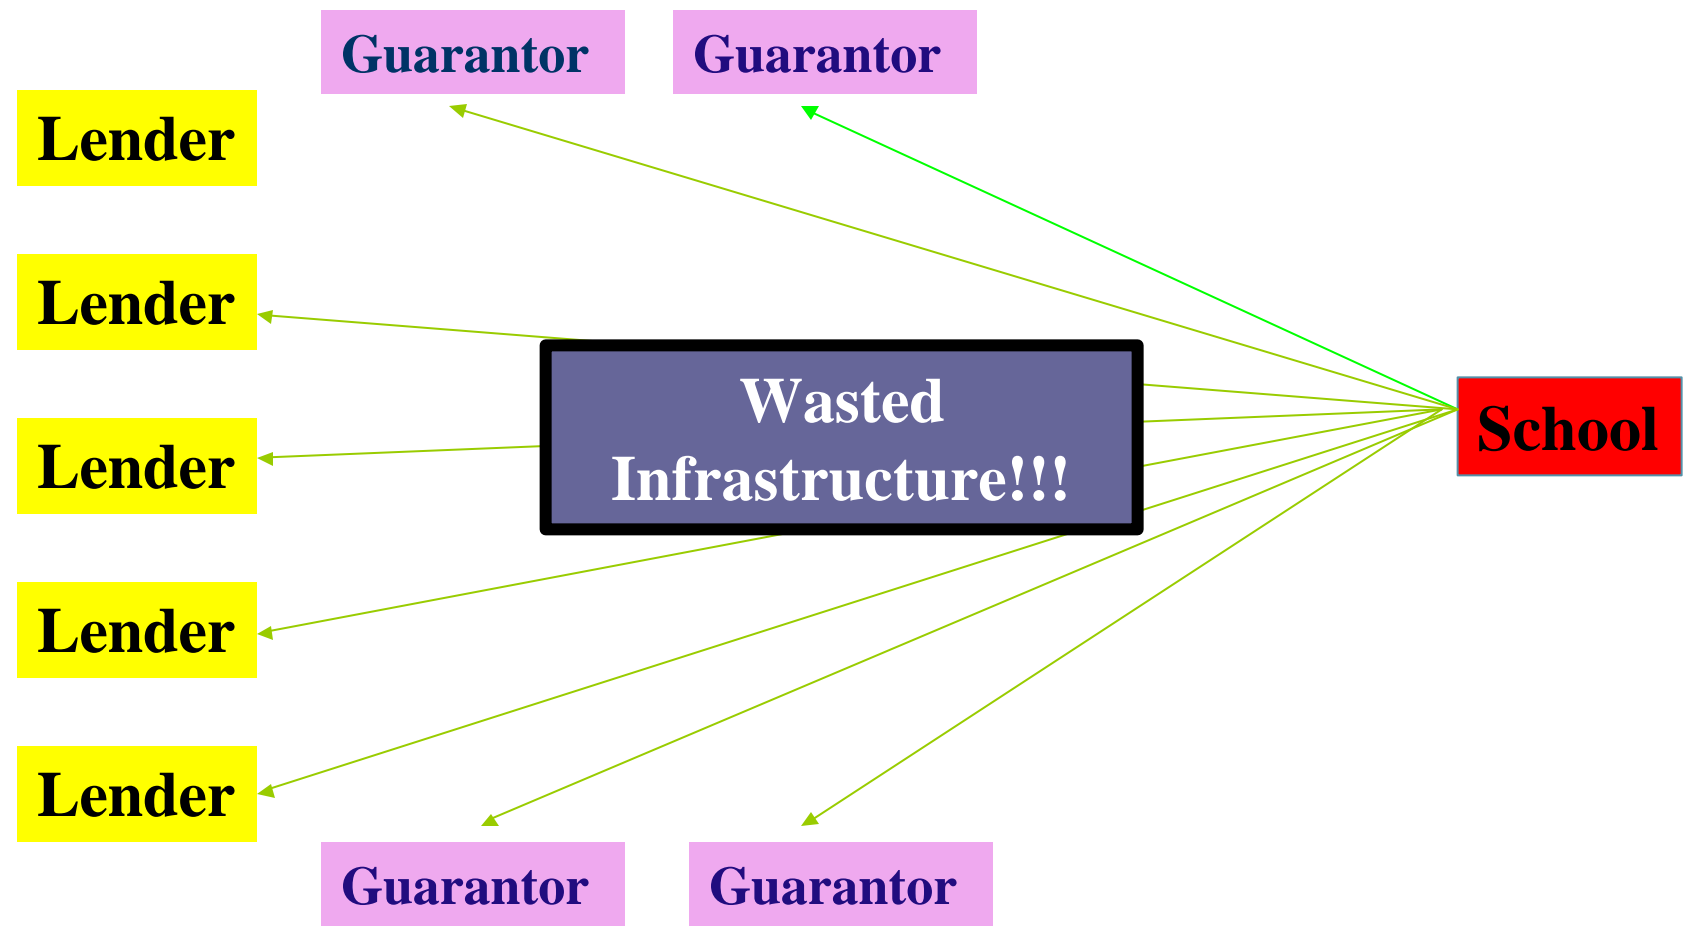 Guarantor
Guarantor
Lender
Lender
Wasted
Infrastructure!!!
School
Lender
Lender
Lender
Guarantor
Guarantor